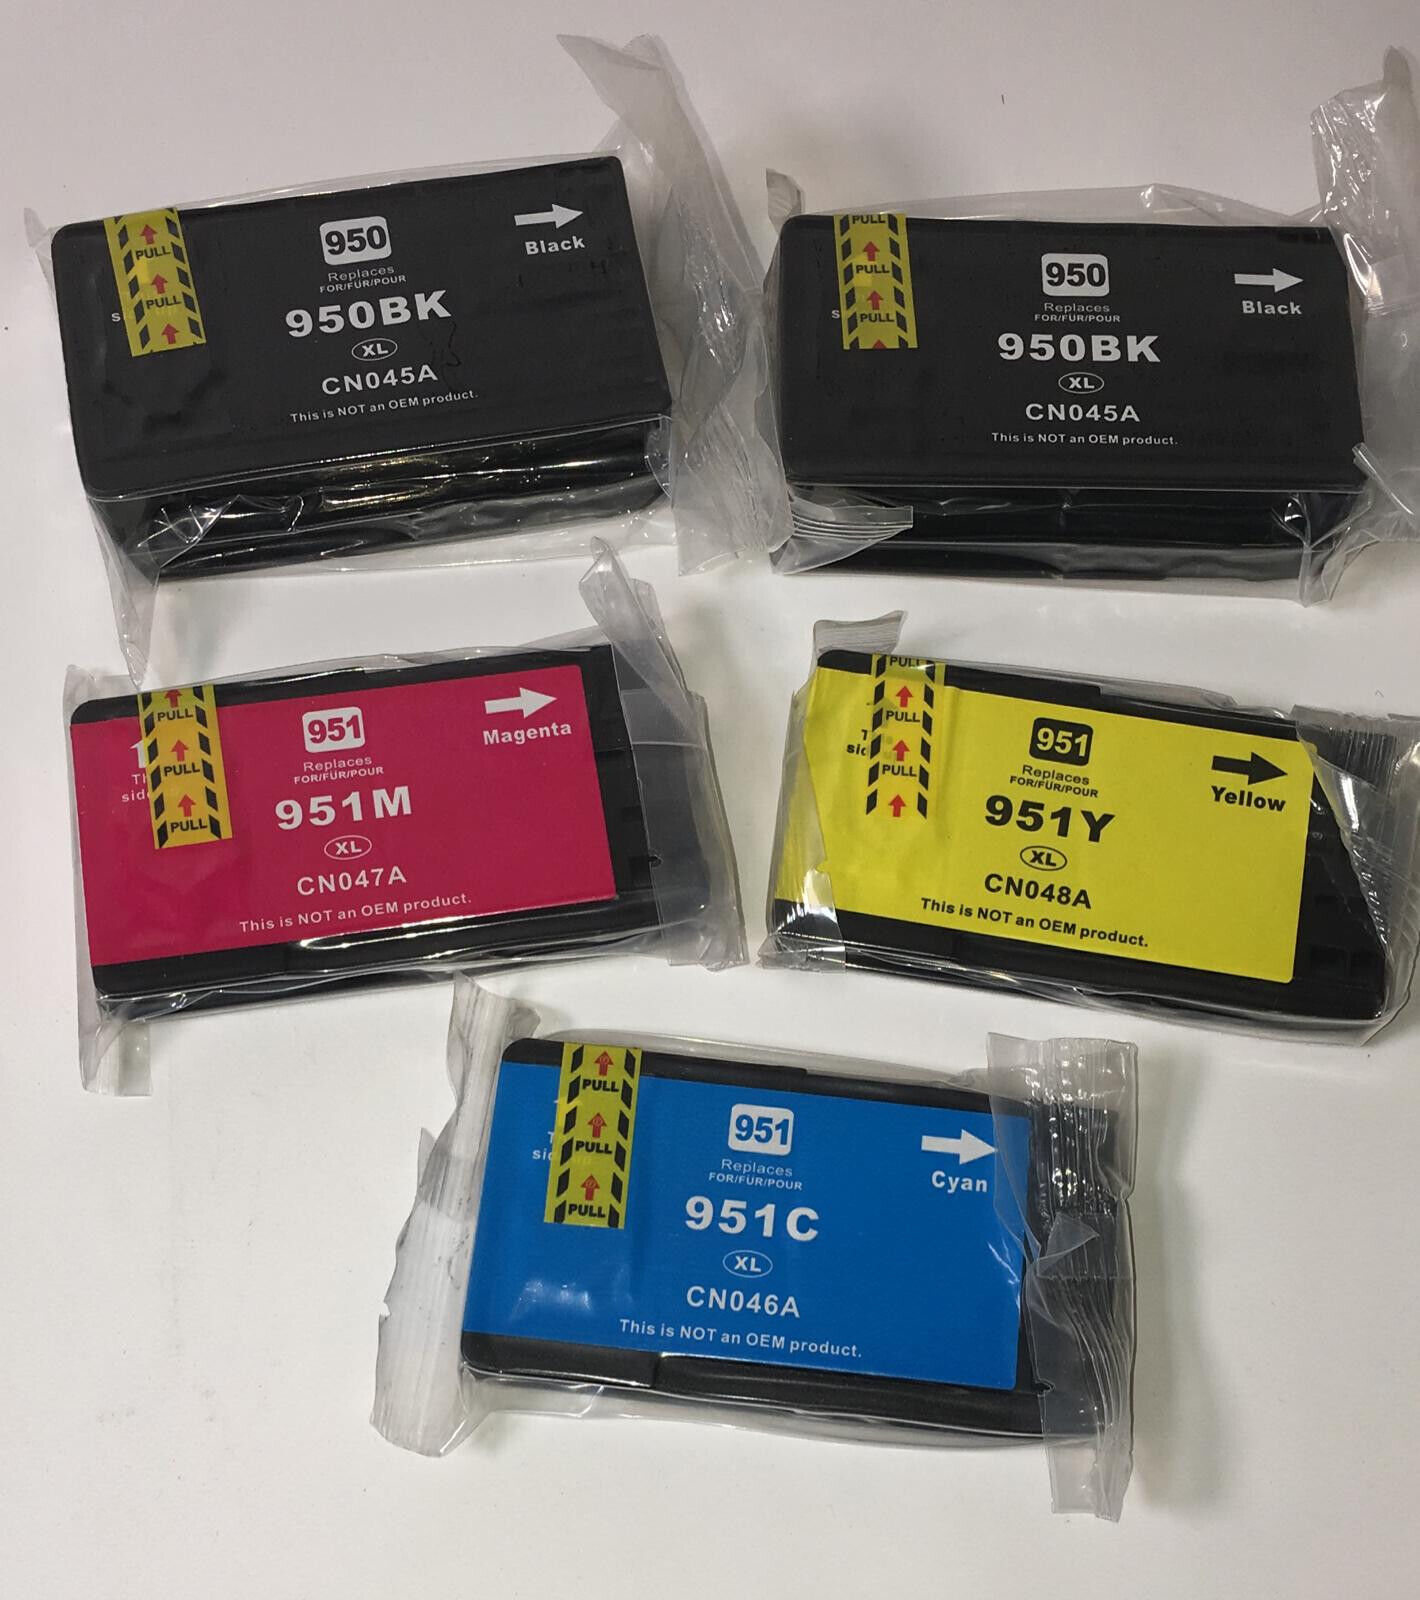 PULL
PULL
950
Replaces
FOR/FÜR/POUR
950BK
XL
CN045A
This is NOT an OEM product.
Black
PULL
PULL
PULL
950
Replaces
FOR/FÜR/POUR
950BK
XL
CN045A
This is NOT an OEM product.
Black
PULL
PULL
PULL
951
Replaces
FOR/FÜR/POUR
951M
XL
CN047A
This is NOT an OEM product.
Magenta
PULL
PULL
PULL
951
Replaces
FOR/FÜR/POUR
951Y
XL
CN048A
This is NOT an OEM product.
Yellow
PULL
PULL
PULL
951
Replaces
FOR/FÜR/POUR
951C
XL
CN046A
This is NOT an OEM product.
Cyan